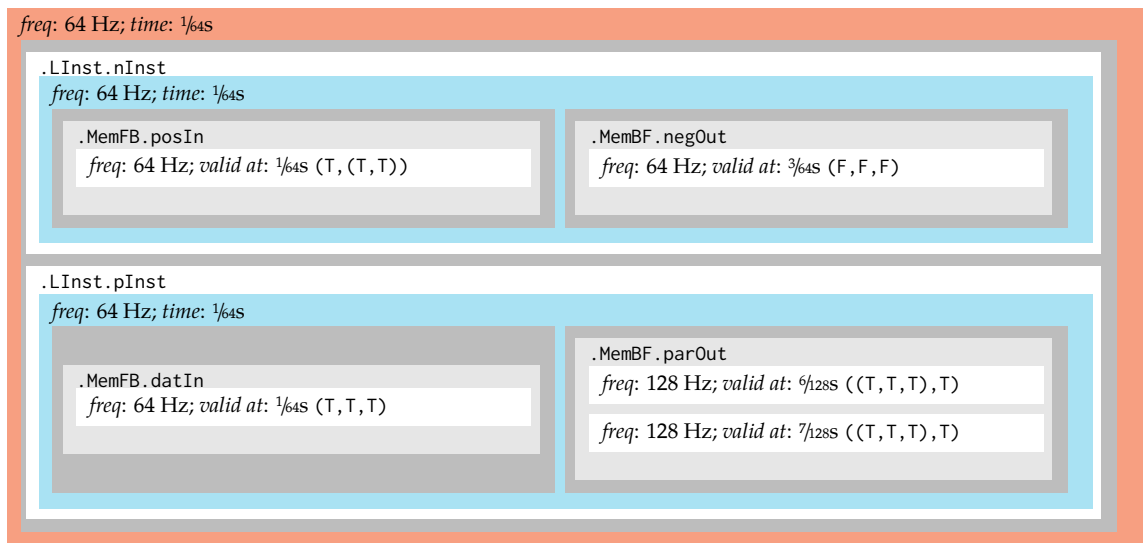 freq: 64 Hz; time: 1/64s
.LInst.nInst
freq: 64 Hz; time: 1/64s
.MemFB.posIn
freq: 64 Hz; valid at: 1/64s (T,(T,T))
.MemBF.negOut
freq: 64 Hz; valid at: 3/64s (F,F,F)
.LInst.pInst
freq: 64 Hz; time: 1/64s
.MemFB.datIn
freq: 64 Hz; valid at: 1/64s (T,T,T)
.MemBF.parOut
freq: 128 Hz; valid at: 6/128s ((T,T,T),T)
freq: 128 Hz; valid at: 7/128s ((T,T,T),T)